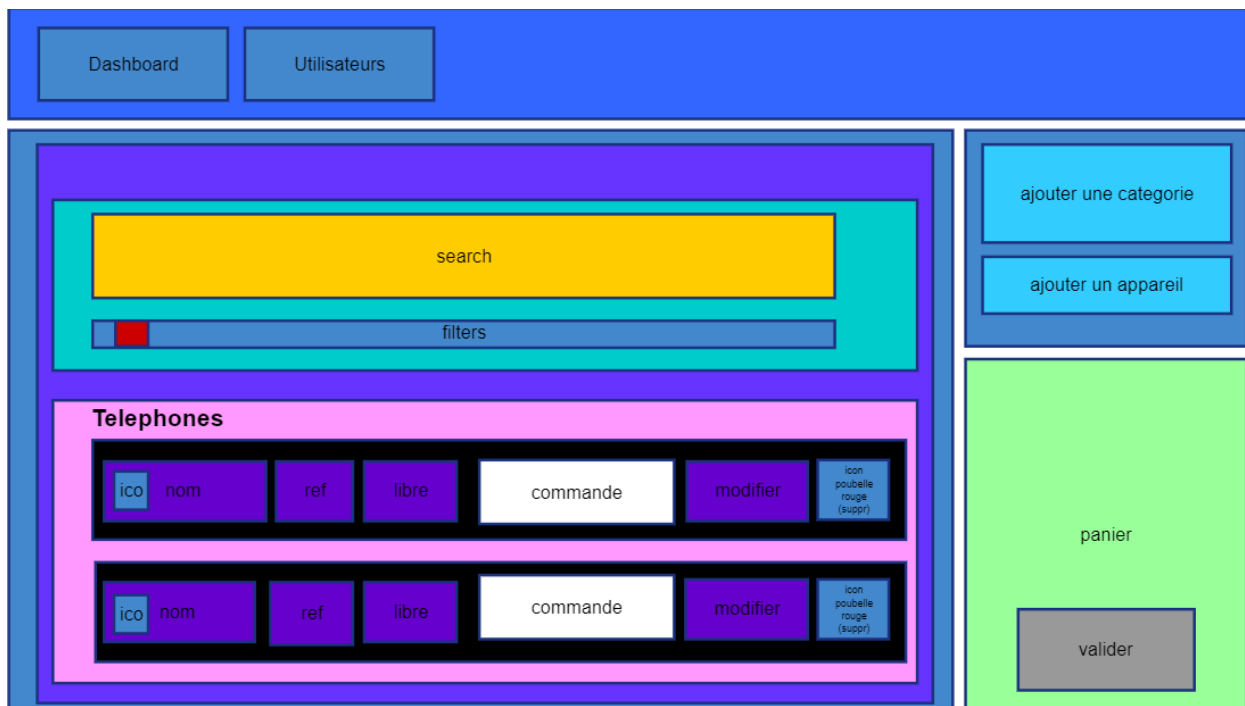 Dashboard
Utilisateurs
ajouter une categorie
search
ajouter un appareil
filters
Telephones
ico
nom
ref
libre
commande
modifier
icon
poubelle
rouge
(suppr)
panier
ico
nom
ref
libre
commande
modifier
icon
poubelle
rouge
(suppr)
valider